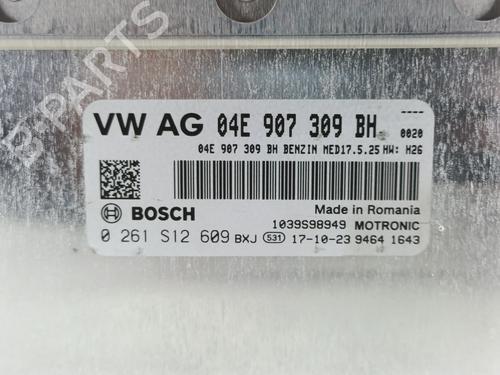 B-PARTS
VW AG 04E 907 309 BH ----
0020
04E 907 309 BH BENZIN MED17.5.25 HW: H26
BOSCH
Made in Romania
1039S98949 MOTRONIC
0 261 S12 609 BXJ 531 17-10-23 9464 1643